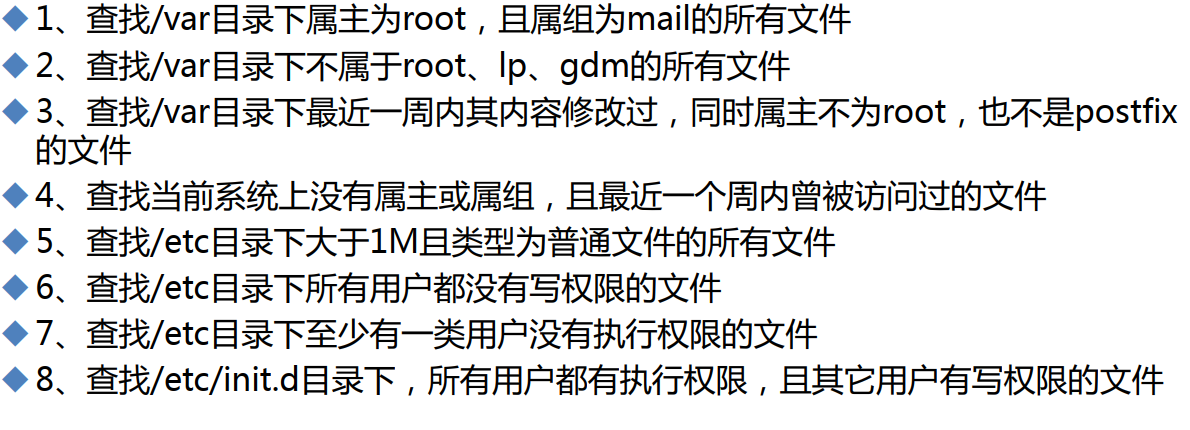 ◆ 1、查找/var目录下属主为root，且属组为mail的所有文件
◆ 2、查找/var目录下不属于root、lp、gdm的所有文件
◆ 3、查找/var目录下最近一周内其内容修改过，同时属主不为root，也不是postfix
的文件
◆ 4、查找当前系统上没有属主或属组，且最近一个周内曾被访问过的文件
◆ 5、查找/etc目录下大于1M且类型为普通文件的所有文件
◆ 6、查找/etc目录下所有用户都没有写权限的文件
◆ 7、查找/etc目录下至少有一类用户没有执行权限的文件
◆ 8、查找/etc/init.d目录下，所有用户都有执行权限，且其它用户有写权限的文件